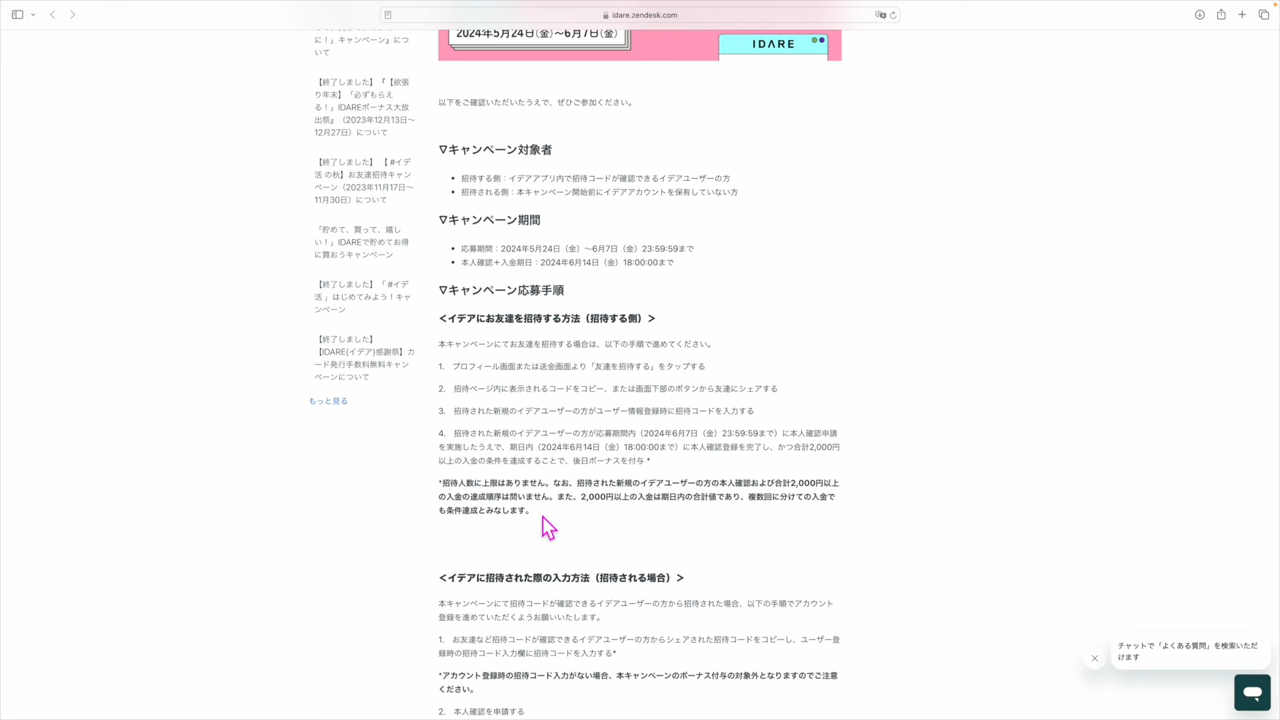 idare.zendesk.com
に！」キャンペーン』につ
いて
【終了しました】『【欲張
り年末】「必ずもらえ
る！」IDAREボーナス大放
出祭』（2023年12月13日〜
12月27日）について
【終了しました】【 #イデ
活 の秋】お友達招待キャン
ペーン（2023年11月17日〜
11月30日）について
「貯めて、買って、嬉し
い！」IDAREで貯めてお得
に買おうキャンペーン
【終了しました】「 #イデ
活 」はじめてみよう！キャ
ンペーン
【終了しました】
【IDARE(イデア)感謝祭】カ
ード発行手数料無料キャン
ペーンについて
もっと見る
2024年5月24日(金)〜6月7日(金)
IDARE
以下をご確認いただいたうえで、ぜひご参加ください。
∇キャンペーン対象者
• 招待する側：イデアアプリ内で招待コードが確認できるイデアユーザーの方
• 招待される側：本キャンペーン開始前にイデアアカウントを保有していない方
∇キャンペーン期間
• 応募期間：2024年5月24日（金）〜6月7日（金）23:59:59まで
• 本人確認＋入金期日：2024年6月14日（金）18:00:00まで
∇キャンペーン応募手順
＜イデアにお友達を招待する方法（招待する側）＞
本キャンペーンにてお友達を招待する場合は、以下の手順で進めてください。
1. プロフィール画面または送金画面より「友達を招待する」をタップする
2. 招待ページ内に表示されるコードをコピー、または画面下部のボタンから友達にシェアする
3. 招待された新規のイデアユーザーの方がユーザー情報登録時に招待コードを入力する
4. 招待された新規のイデアユーザーの方が応募期間内（2024年6月7日（金）23:59:59まで）に本人確認申請
を実施したうえで、期日内（2024年6月14日（金）18:00:00まで）に本人確認登録を完了し、かつ合計2,000円
以上の入金の条件を達成することで、後日ボーナスを付与 *
*招待人数に上限はありません。なお、招待された新規のイデアユーザーの方の本人確認および合計2,000円以上
の入金の達成順序は問いません。また、2,000円以上の入金は期日内の合計値であり、複数回に分けての入金で
も条件達成とみなします。
＜イデアに招待された際の入力方法（招待される場合）＞
本キャンペーンにて招待コードが確認できるイデアユーザーの方から招待された場合、以下の手順でアカウント
登録を進めていただくようお願いいたします。
1. お友達など招待コードが確認できるイデアユーザーの方からシェアされた招待コードをコピーし、ユーザー登
録時の招待コード入力欄に招待コードを入力する*
*アカウント登録時の招待コード入力がない場合、本キャンペーンのボーナス付与の対象外となりますのでご注意
ください。
2. 本人確認を申請する
チャットで「よくある質問」を検索いただ
けます